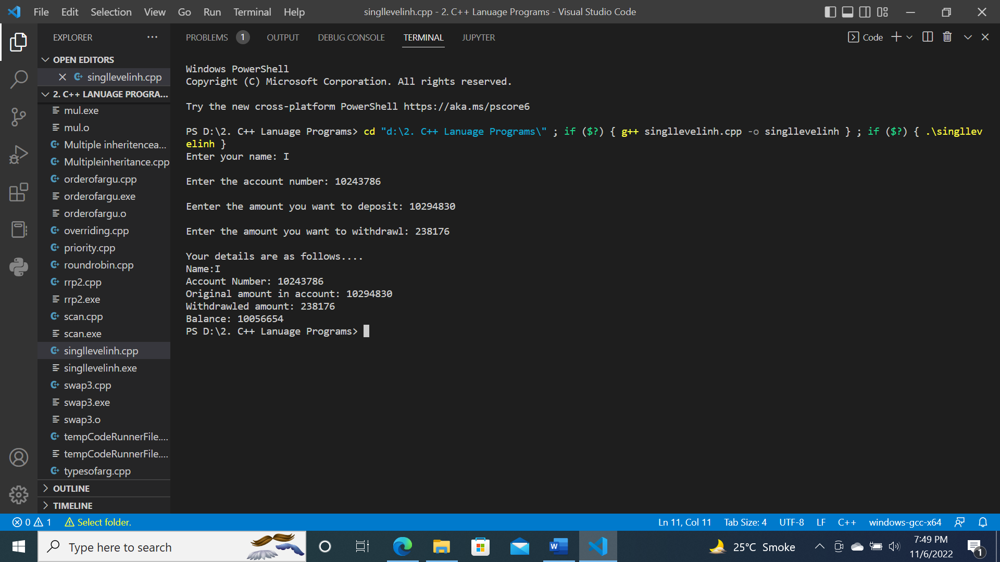 File Edit Selection View Go Run Terminal Help
singllevelinh.cpp - 2. C++ Lanuage Programs - Visual Studio Code
EXPLORER
OPEN EDITORS
singllevelinh.cpp
2. C++ LANUAGE PROGRA...
mul.exe
mul.o
Multiple inheritencea...
Multipleinheritance.cpp
orderofargu.cpp
orderofargu.exe
orderofargu.o
overriding.cpp
priority.cpp
roundrobin.cpp
rrp2.cpp
rrp2.exe
scan.cpp
scan.exe
singllevelinh.cpp
singllevelinh.exe
swap3.cpp
swap3.exe
swap3.o
tempCodeRunnerFile....
tempCodeRunnerFile....
typesofarg.cpp
OUTLINE
TIMELINE
PROBLEMS 1 OUTPUT DEBUG CONSOLE TERMINAL JUPYTER
Code
Windows PowerShell
Copyright (C) Microsoft Corporation. All rights reserved.
Try the new cross-platform PowerShell https://aka.ms/pscore6
PS D:\2. C++ Lanuage Programs> cd "d:\2. C++ Lanuage Programs\" ; if ($?) { g++ singllevelinh.cpp -o singllevelinh } ; if ($?) { .\singllev
elinh }
Enter your name: I
Enter the account number: 10243786
Eenter the amount you want to deposit: 10294830
Enter the amount you want to withdrawl: 238176
Your details are as follows....
Name:I
Account Number: 10243786
Original amount in account: 10294830
Withdrawled amount: 238176
Balance: 10056654
PS D:\2. C++ Lanuage Programs>
0 1 Select folder.
Ln 11, Col 11 Tab Size: 4 UTF-8 LF C++ windows-gcc-x64
Type here to search
25°C Smoke
7:49 PM
11/6/2022
1